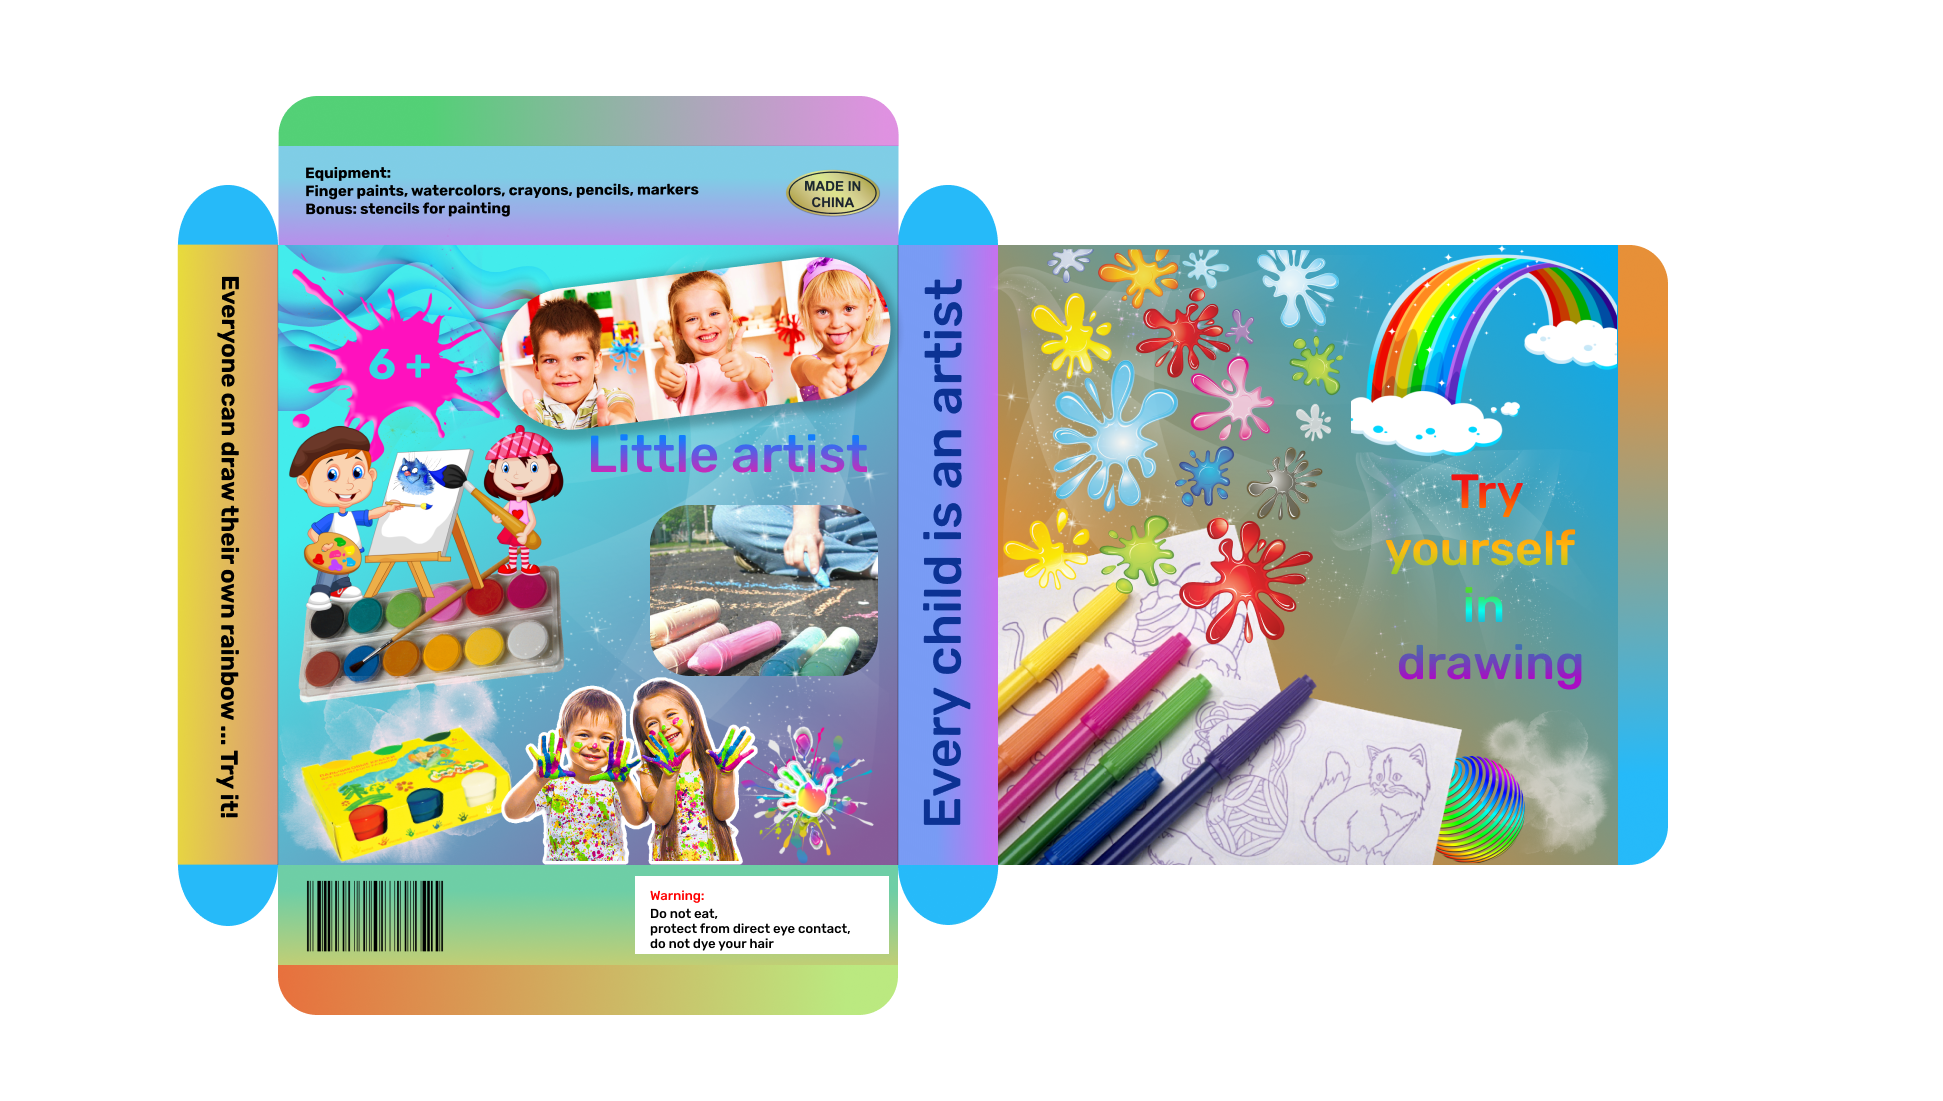 Equipment:
Finger paints, watercolors, crayons, pencils, markers
Bonus: stencils for painting
MADE IN
CHINA
Everyone can draw their own rainbow ... Try it!
6 +
Little artist
Every child is an artist
Try
yourself
in
drawing
Warning:
Do not eat,
protect from direct eye contact,
do not dye your hair